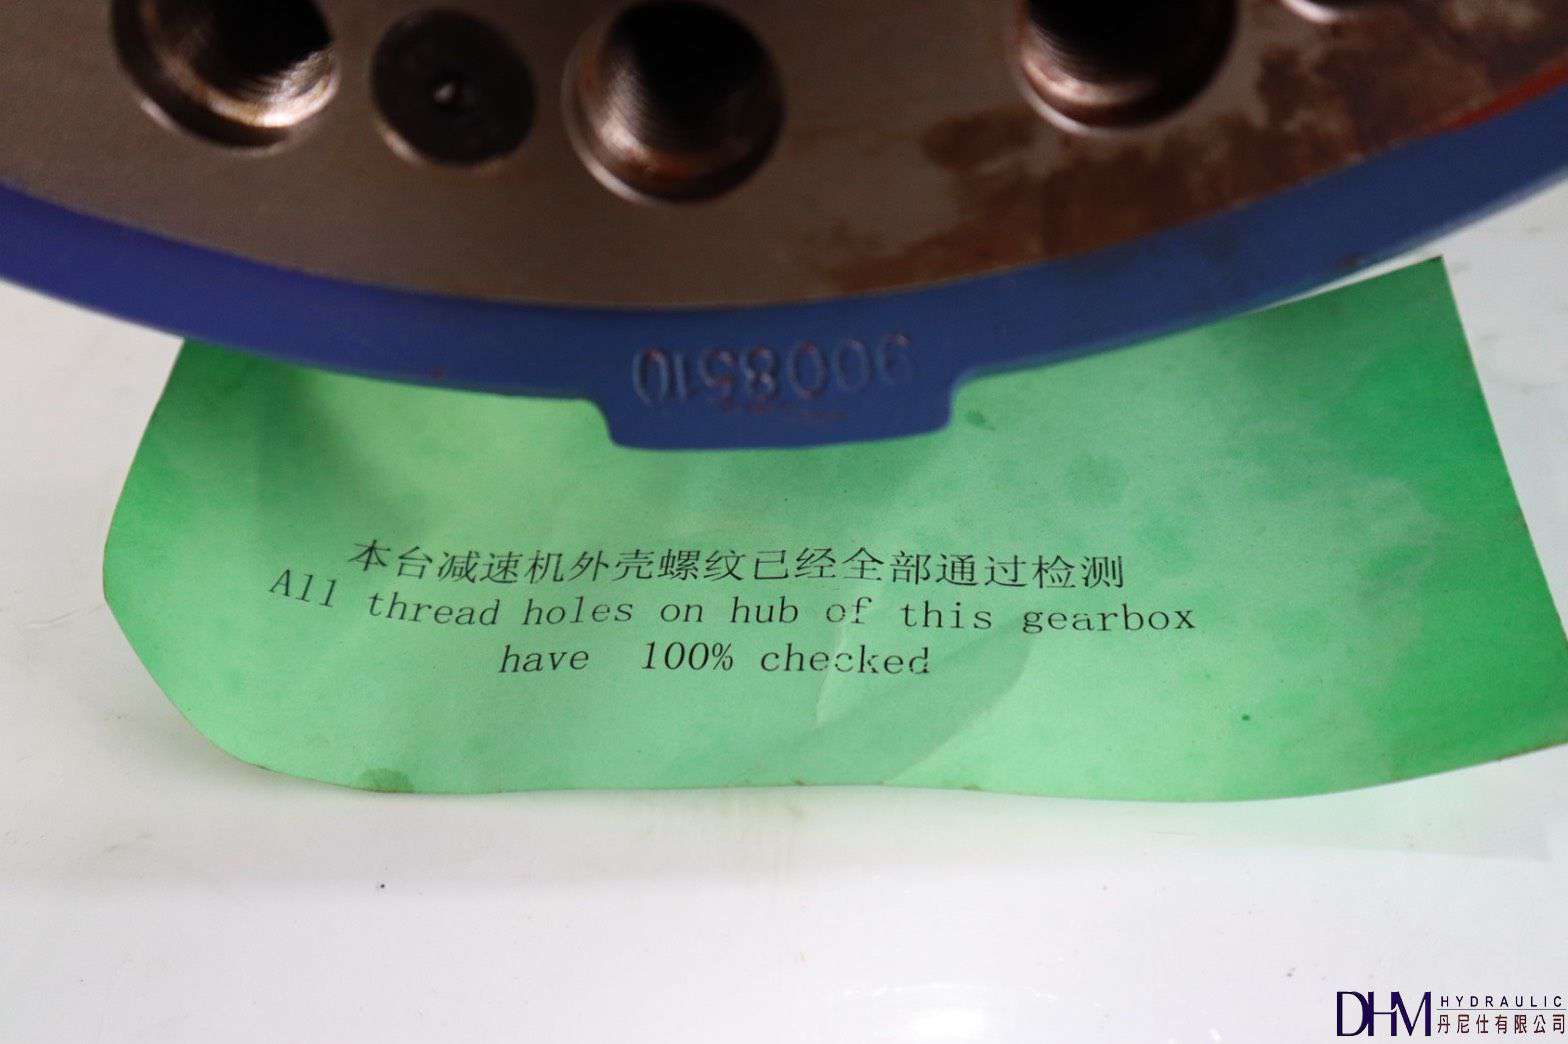 本台减速机外壳螺纹已经全部通过检测
All thread holes on hub of this gearbox
have 100% checked
DHM HYDRAULIC
丹尼仕有限公司